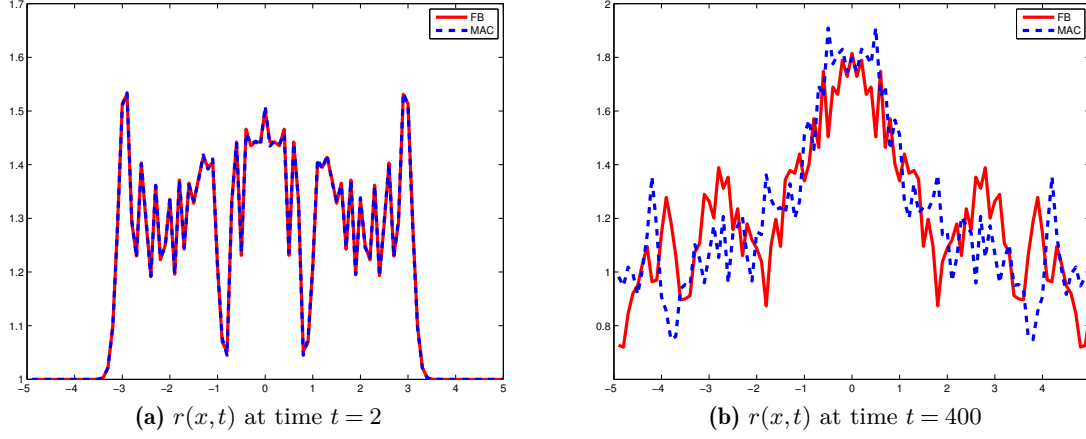 1.7
FB
MAC
1.6
1.5
1.4
1.3
1.2
1.1
1
−5 −4 −3 −2 −1 0 1 2 3 4 5
(a) r(x,t) at time t = 2
2
FB
MAC
1.8
1.6
1.4
1.2
1
0.8
−5 −4 −3 −2 −1 0 1 2 3 4
(b) r(x,t) at time t = 400